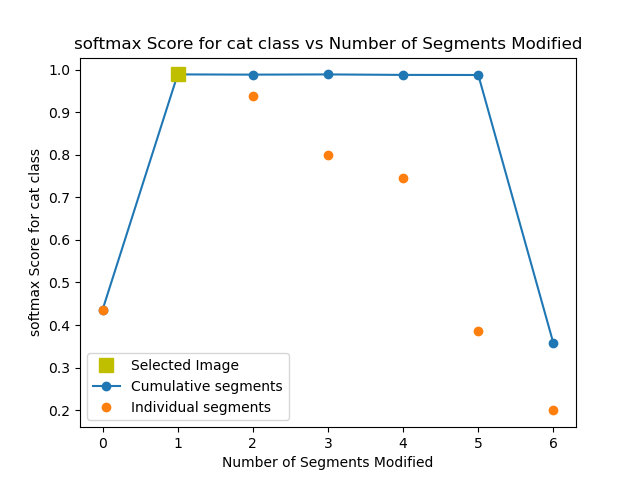 softmax Score for cat class vs Number of Segments Modified
softmax Score for cat class
1.0
0.9
0.8
0.7
0.6
0.5
0.4
0.3
0.2
Selected Image
Cumulative segments
Individual segments
0 1 2 3 4 5 6
Number of Segments Modified